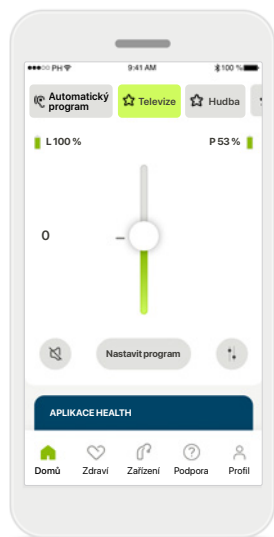 PH 9:41 AM 100 %
Automatický
program
Televize
Hudba
L 100 % P 53 %
0
Nastavit program
APLIKACE HEALTH
Domů Zdraví Zařízení Podpora Profil